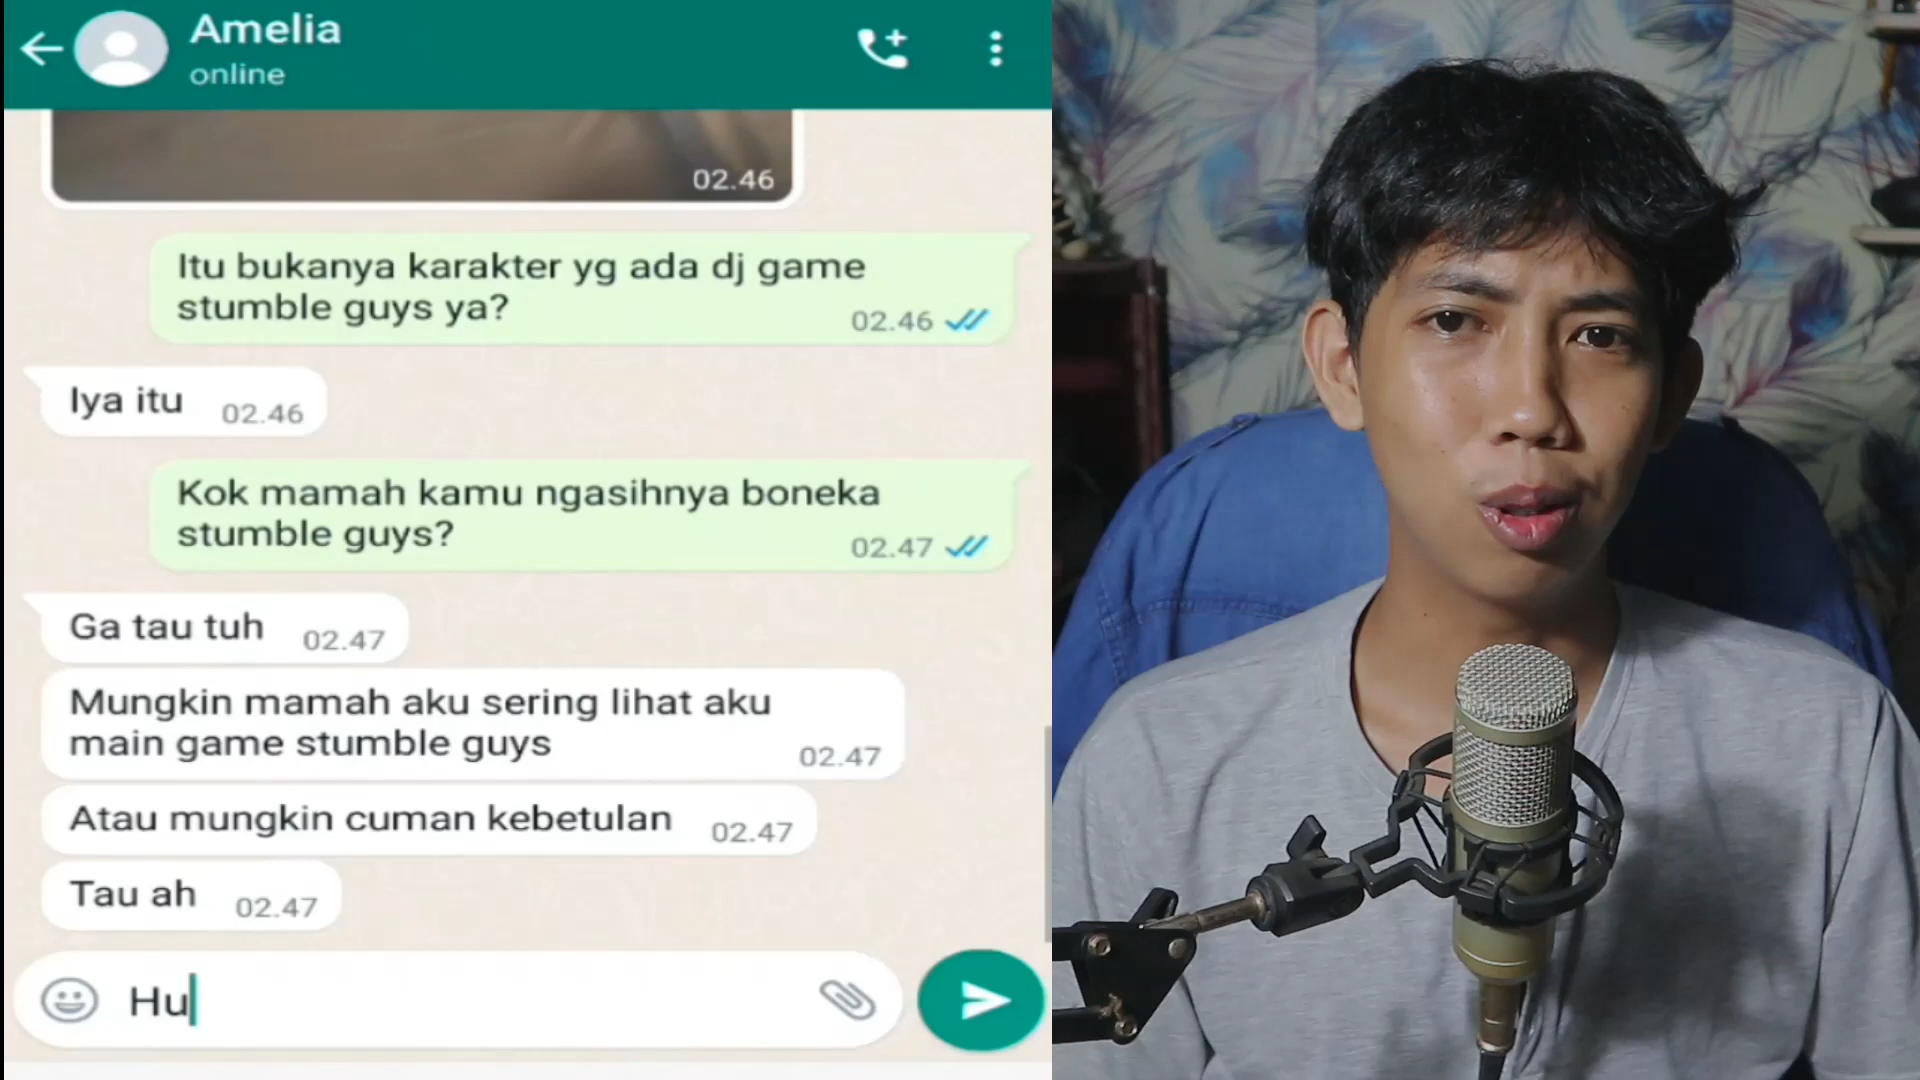 Amelia
online
02.46
Itu bukanya karakter yg ada dj game
stumble guys ya?
02.46
Iya itu
02.46
Kok mamah kamu ngasihnya boneka
stumble guys?
02.47
Ga tau tuh
02.47
Mungkin mamah aku sering lihat aku
main game stumble guys
02.47
Atau mungkin cuman kebetulan
02.47
Tau ah
02.47
Hu